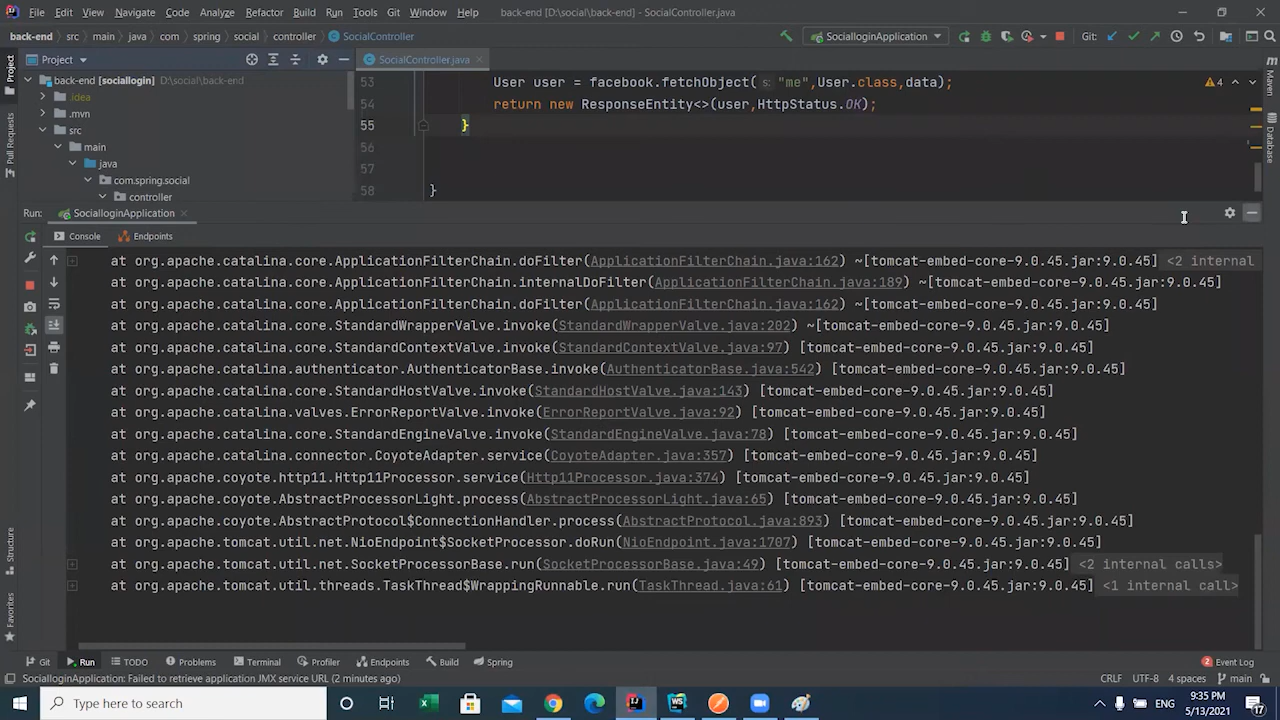 File Edit View Navigate Code Analyze Refactor Build Run Tools Git Window Help back-end [D:\social\back-end] - SocialController.java
back-end src main java com spring social controller SocialController SocialloginApplication Git:
Project SocialController.java
back-end [sociallogin] D:\social\back-end
.idea
.mvn
src
main
java
com.spring.social
controller
53 User user = facebook.fetchObject( s: "me",User.class,data); 4
54 return new ResponseEntity<>(user,HttpStatus.OK);
55 }
56
57
58 }
Run: SocialloginApplication
Console Endpoints
at org.apache.catalina.core.ApplicationFilterChain.doFilter(ApplicationFilterChain.java:162) ~[tomcat-embed-core-9.0.45.jar:9.0.45] <2 internal
at org.apache.catalina.core.ApplicationFilterChain.internalDoFilter(ApplicationFilterChain.java:189) ~[tomcat-embed-core-9.0.45.jar:9.0.45]
at org.apache.catalina.core.ApplicationFilterChain.doFilter(ApplicationFilterChain.java:162) ~[tomcat-embed-core-9.0.45.jar:9.0.45]
at org.apache.catalina.core.StandardWrapperValve.invoke(StandardWrapperValve.java:202) ~[tomcat-embed-core-9.0.45.jar:9.0.45]
at org.apache.catalina.core.StandardContextValve.invoke(StandardContextValve.java:97) [tomcat-embed-core-9.0.45.jar:9.0.45]
at org.apache.catalina.authenticator.AuthenticatorBase.invoke(AuthenticatorBase.java:542) [tomcat-embed-core-9.0.45.jar:9.0.45]
at org.apache.catalina.core.StandardHostValve.invoke(StandardHostValve.java:143) [tomcat-embed-core-9.0.45.jar:9.0.45]
at org.apache.catalina.valves.ErrorReportValve.invoke(ErrorReportValve.java:92) [tomcat-embed-core-9.0.45.jar:9.0.45]
at org.apache.catalina.core.StandardEngineValve.invoke(StandardEngineValve.java:78) [tomcat-embed-core-9.0.45.jar:9.0.45]
at org.apache.catalina.connector.CoyoteAdapter.service(CoyoteAdapter.java:357) [tomcat-embed-core-9.0.45.jar:9.0.45]
at org.apache.coyote.http11.Http11Processor.service(Http11Processor.java:374) [tomcat-embed-core-9.0.45.jar:9.0.45]
at org.apache.coyote.AbstractProcessorLight.process(AbstractProcessorLight.java:65) [tomcat-embed-core-9.0.45.jar:9.0.45]
at org.apache.coyote.AbstractProtocol$ConnectionHandler.process(AbstractProtocol.java:893) [tomcat-embed-core-9.0.45.jar:9.0.45]
at org.apache.tomcat.util.net.NioEndpoint$SocketProcessor.doRun(NioEndpoint.java:1707) [tomcat-embed-core-9.0.45.jar:9.0.45]
at org.apache.tomcat.util.net.SocketProcessorBase.run(SocketProcessorBase.java:49) [tomcat-embed-core-9.0.45.jar:9.0.45] <2 internal calls>
at org.apache.tomcat.util.threads.TaskThread$WrappingRunnable.run(TaskThread.java:61) [tomcat-embed-core-9.0.45.jar:9.0.45] <1 internal call>
Project
Pull Requests
Structure
Favorites
Maven
Database
Git Run TODO Problems Terminal Profiler Endpoints Build Spring 2 Event Log
SocialloginApplication: Failed to retrieve application JMX service URL (2 minutes ago) CRLF UTF-8 4 spaces main
Type here to search
9:35 PM
5/13/2021
17